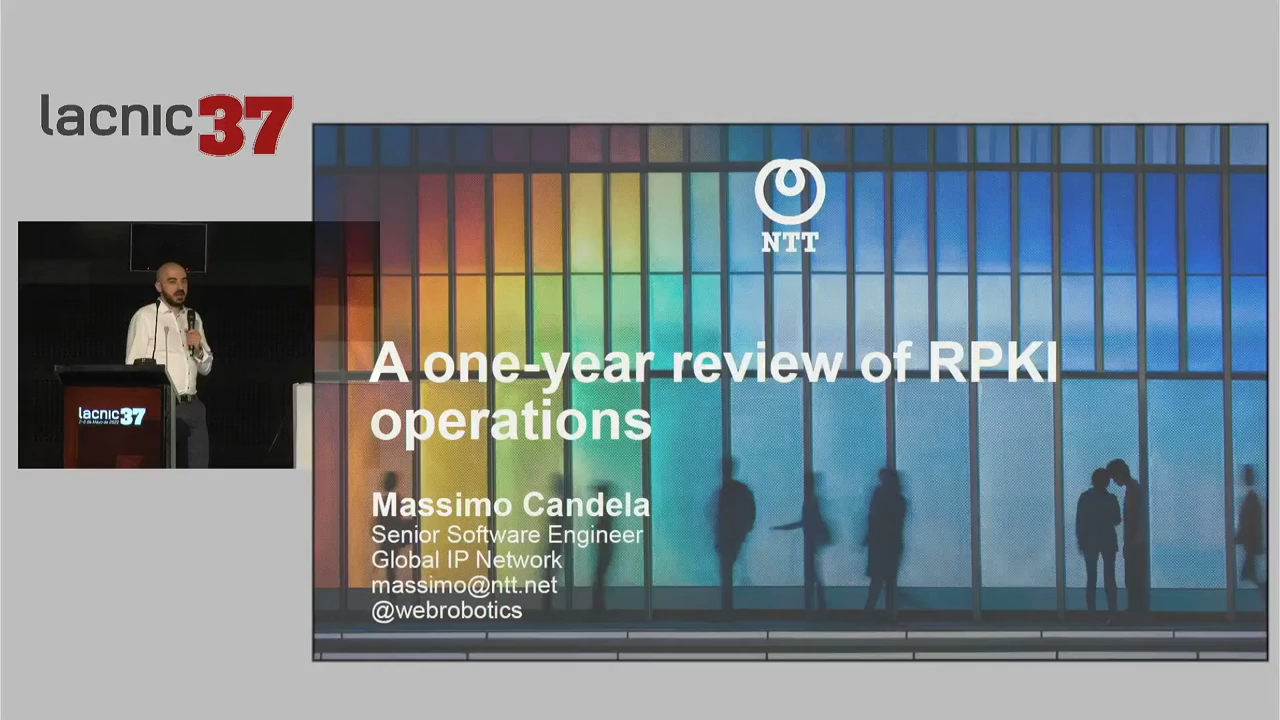 lacnic37
NTT
A one-year review of RPKI
operations
Massimo Candela
Senior Software Engineer
Global IP Network
massimo@ntt.net
@webrobotics
lacnic37